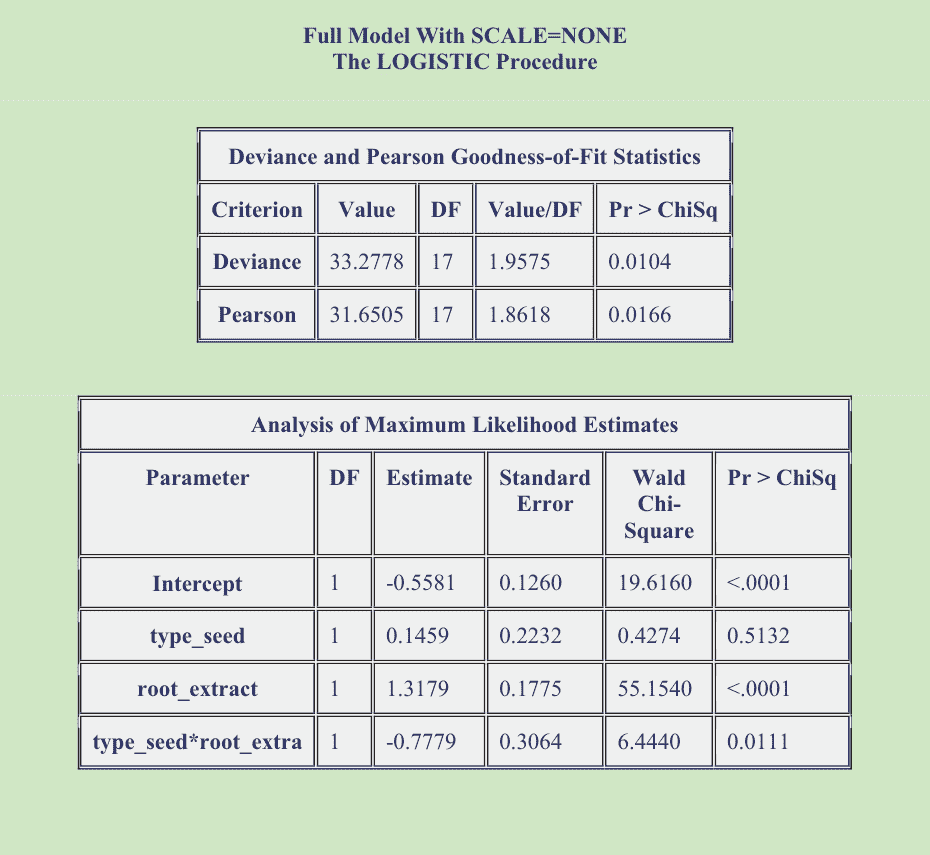 Full Model With SCALE=NONE
The LOGISTIC Procedure
Deviance and Pearson Goodness-of-Fit Statistics
Criterion Value DF Value/DF Pr > ChiSq
Deviance 33.2778 17 1.9575 0.0104
Pearson 31.6505 17 1.8618 0.0166
Analysis of Maximum Likelihood Estimates
Parameter DF Estimate Standard Error Wald Chi-Square Pr > ChiSq
Intercept 1 -0.5581 0.1260 19.6160 <.0001
type_seed 1 0.1459 0.2232 0.4274 0.5132
root_extract 1 1.3179 0.1775 55.1540 <.0001
type_seed*root_extra 1 -0.7779 0.3064 6.4440 0.0111